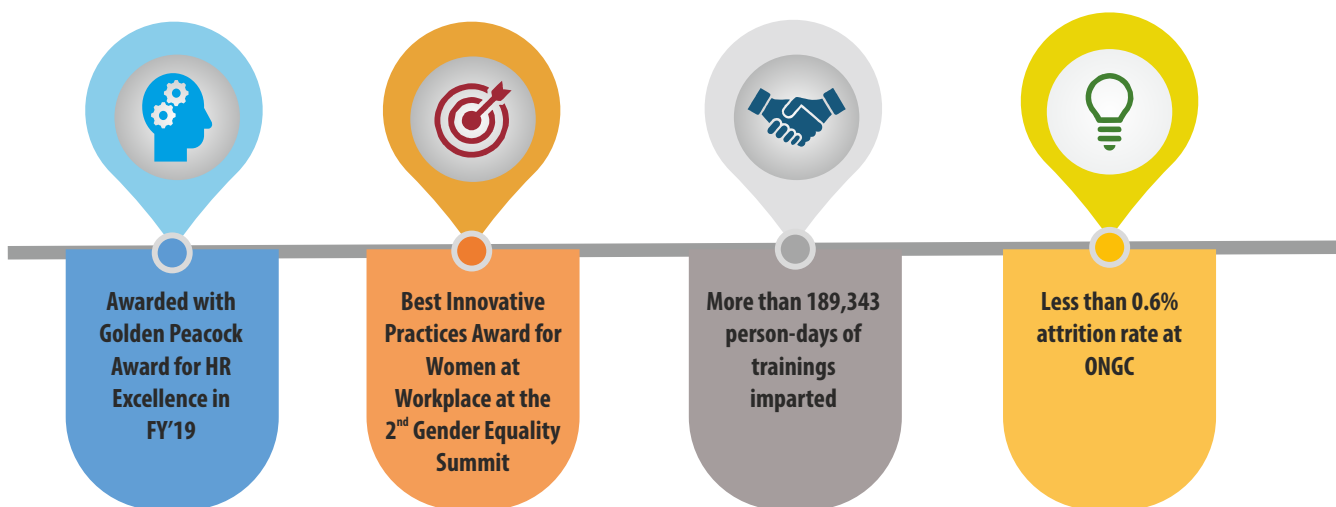 Awarded with
Golden Peacock
Award for HR
Excellence in
FY’19
Best Innovative
Practices Award for
Women at
Workplace at the
2nd Gender Equality
Summit
More than 189,343
person-days of
trainings
imparted
Less than 0.6%
attrition rate at
ONGC